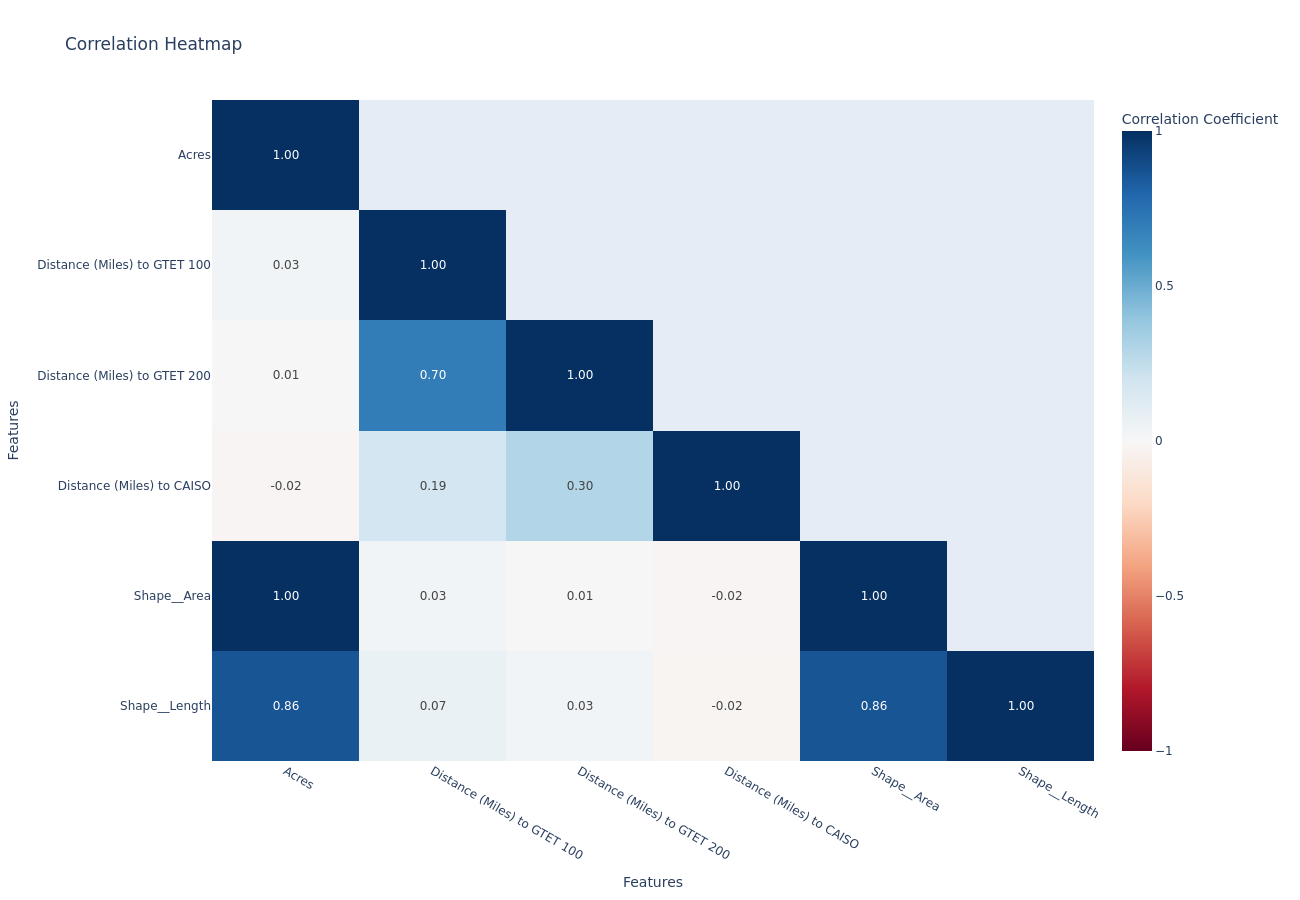 Correlation Heatmap
Correlation Coefficient
Features
Acres
1.00
Distance (Miles) to GTET 100
0.03
1.00
Distance (Miles) to GTET 200
0.01
0.70
1.00
Distance (Miles) to CAISO
-0.02
0.19
0.30
1.00
Shape__Area
1.00
0.03
0.01
-0.02
1.00
Shape__Length
0.86
0.07
0.03
-0.02
0.86
1.00
Acres
Distance (Miles) to GTET 100
Distance (Miles) to GTET 200
Distance (Miles) to CAISO
Shape__Area
Shape__Length
Features
1
0.5
0
−0.5
−1